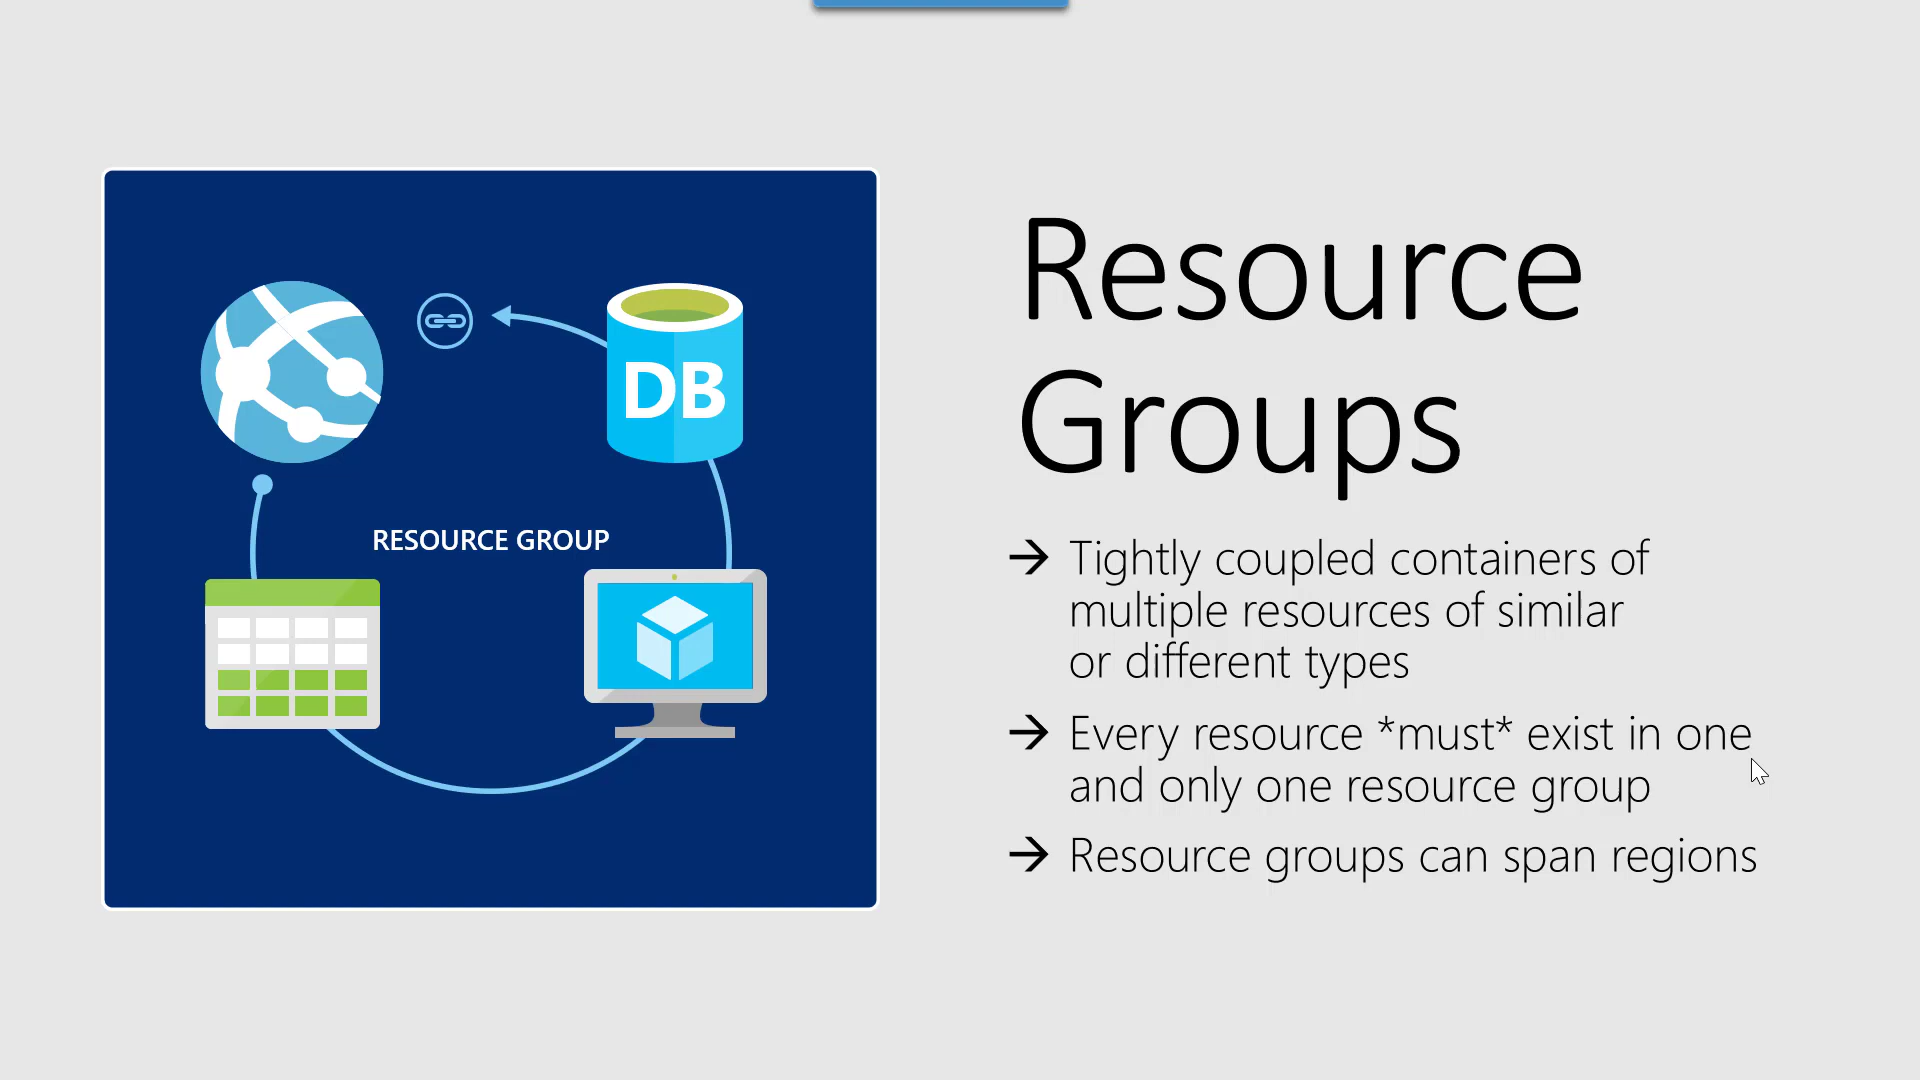 DB
RESOURCE GROUP
Resource
Groups
→ Tightly coupled containers of
multiple resources of similar
or different types
→ Every resource *must* exist in one
and only one resource group
→ Resource groups can span regions